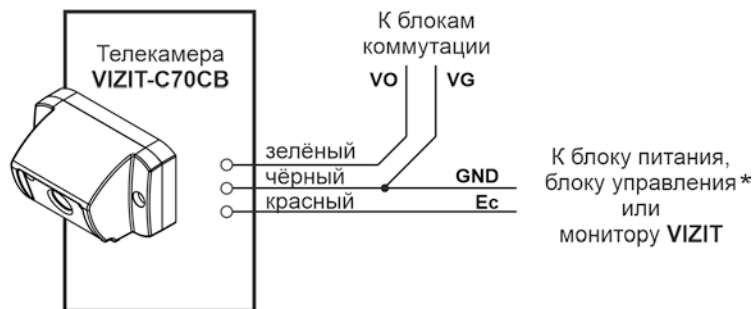 К блокам
коммутации
VO VG
Телекамера
VIZIT-C70CB
зелёный
чёрный GND
красный Ec
К блоку питания,
блоку управления*
или
монитору VIZIT